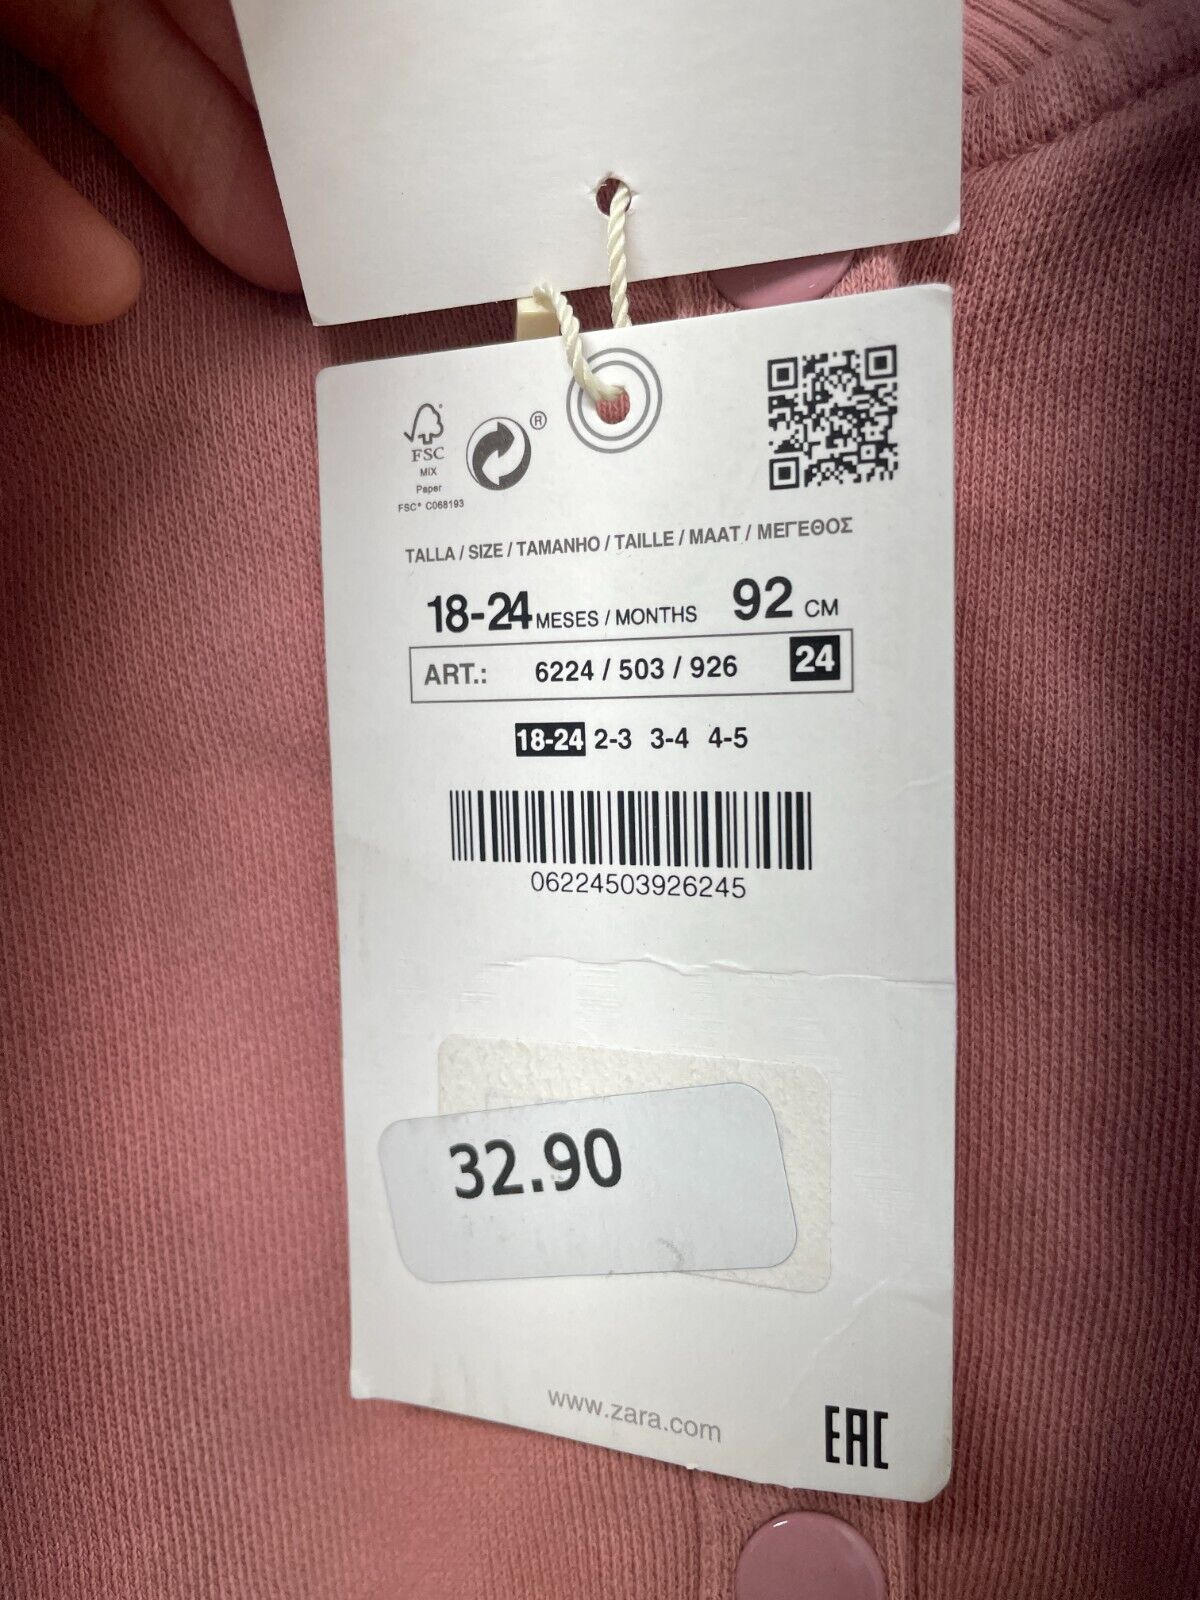 FSC
MIX
Paper
FSC® C068193
®
TALLA / SIZE / TAMANHO / TAILLE / MAAT / ΜΕΓΕΘΟΣ
18-24 MESES / MONTHS 92 CM
ART.: 6224 / 503 / 926 24
18-24 2-3 3-4 4-5
06224503926245
32.90
www.zara.com
EAC